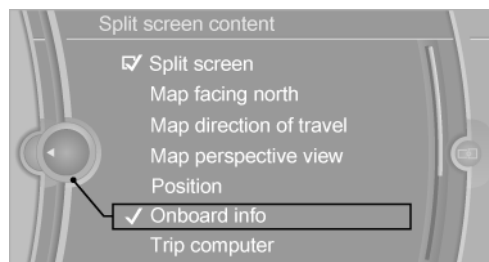 Split screen content
Split screen
Map facing north
Map direction of travel
Map perspective view
Position
Onboard info
Trip computer